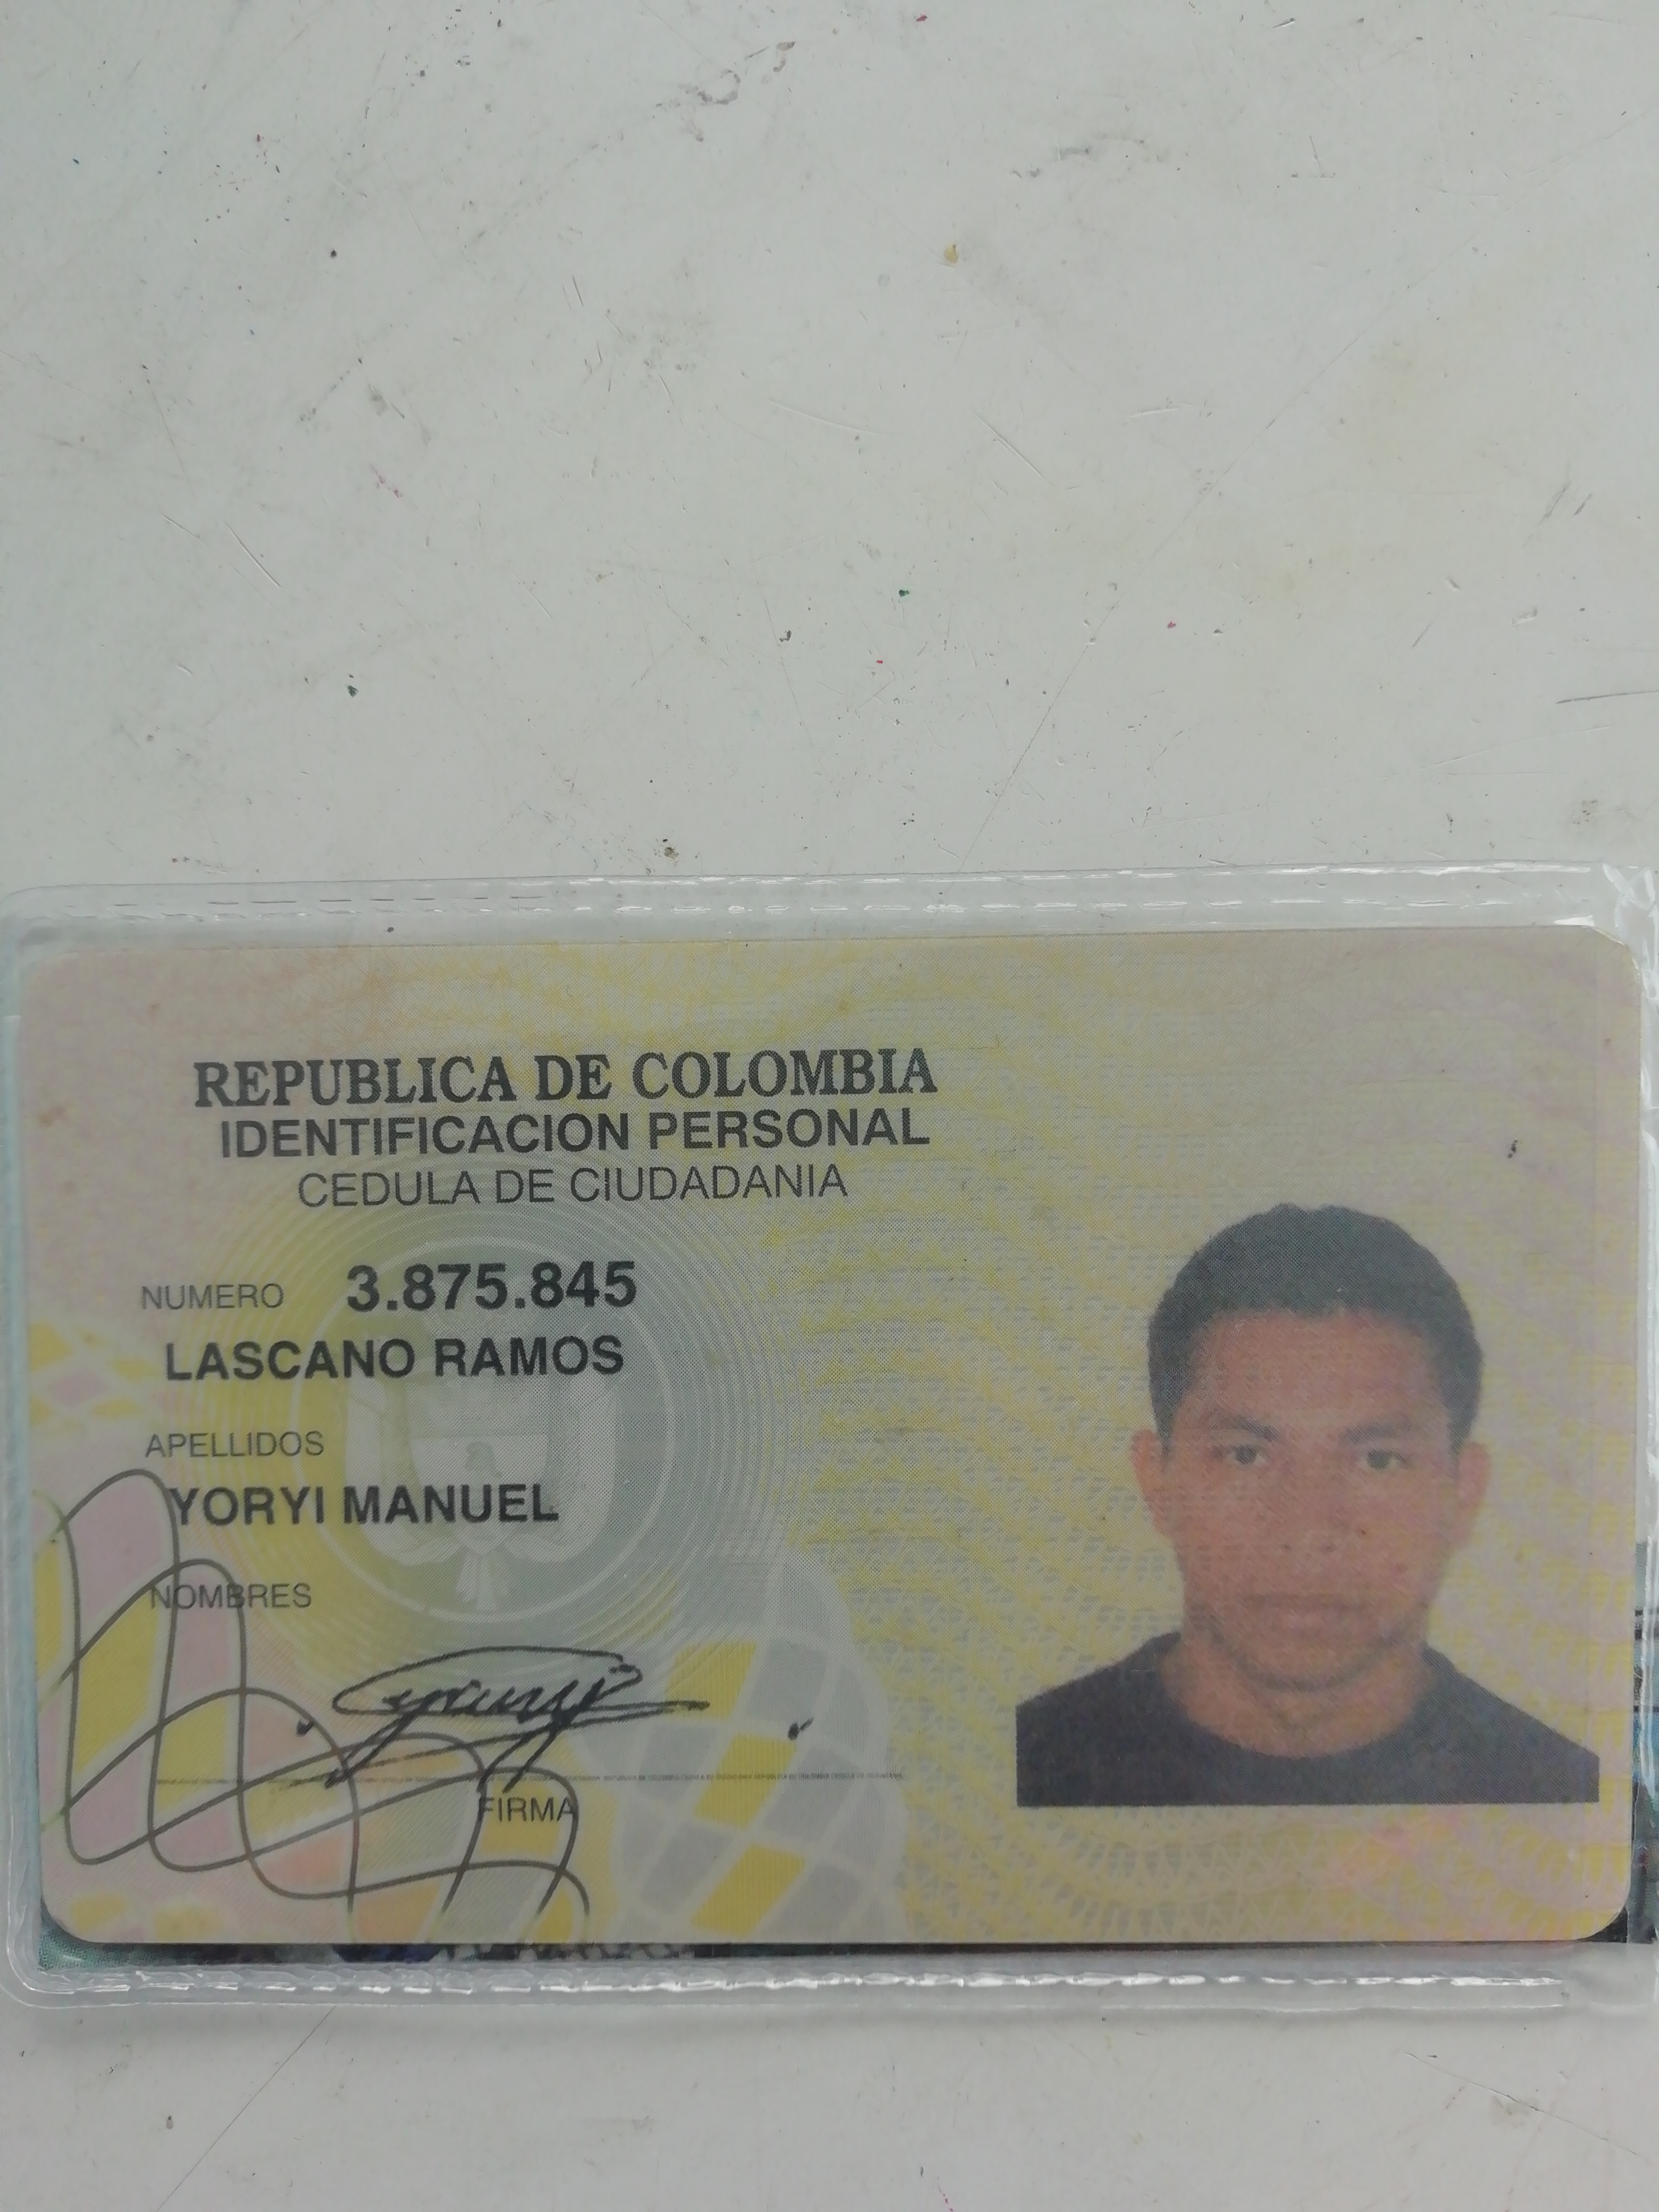 REPUBLICA DE COLOMBIA
IDENTIFICACION PERSONAL
CEDULA DE CIUDADANIA
NUMERO 3.875.845
LASCANO RAMOS
APELLIDOS
YORYI MANUEL
NOMBRES
FIRMA